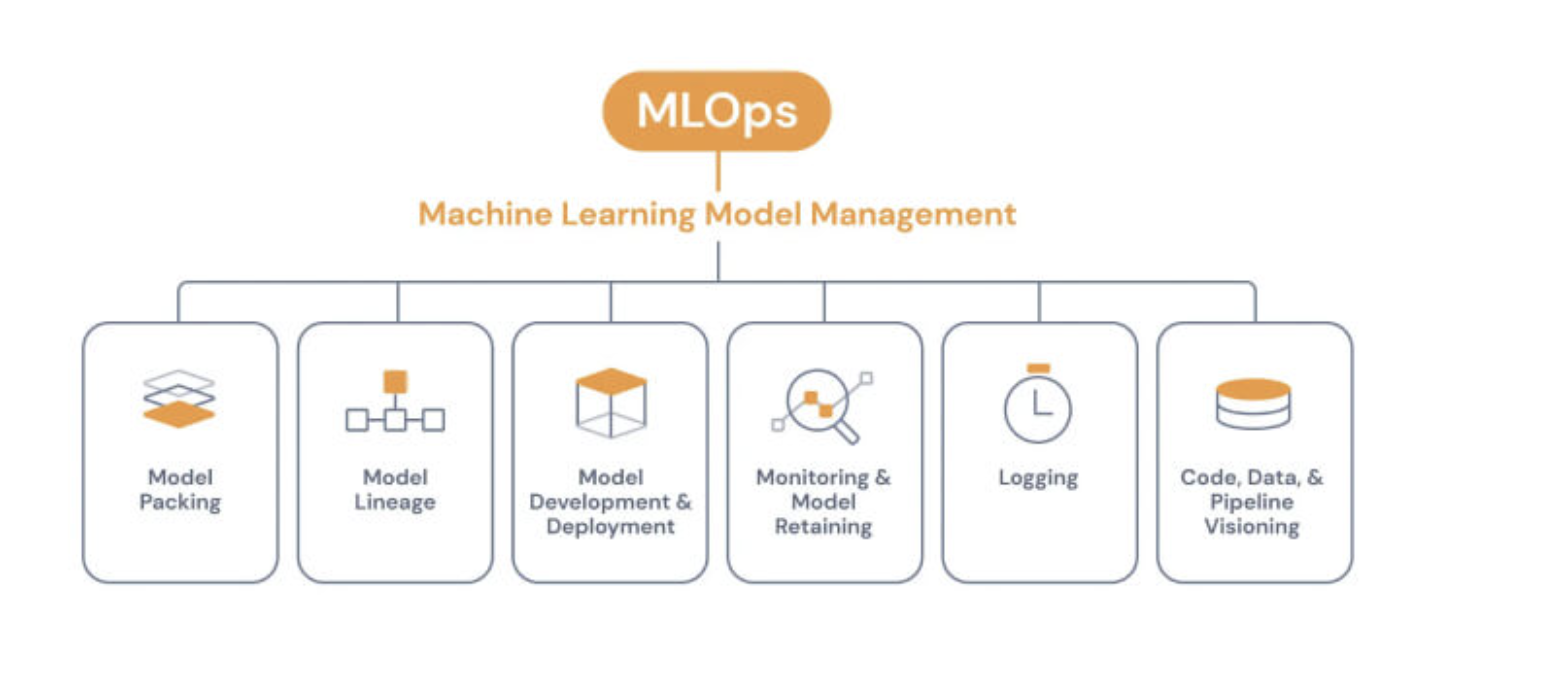 MLOps
Machine Learning Model Management
Model
Packing
Model
Lineage
Model
Development &
Deployment
Monitoring &
Model
Retaining
Logging
Code, Data, &
Pipeline
Visioning